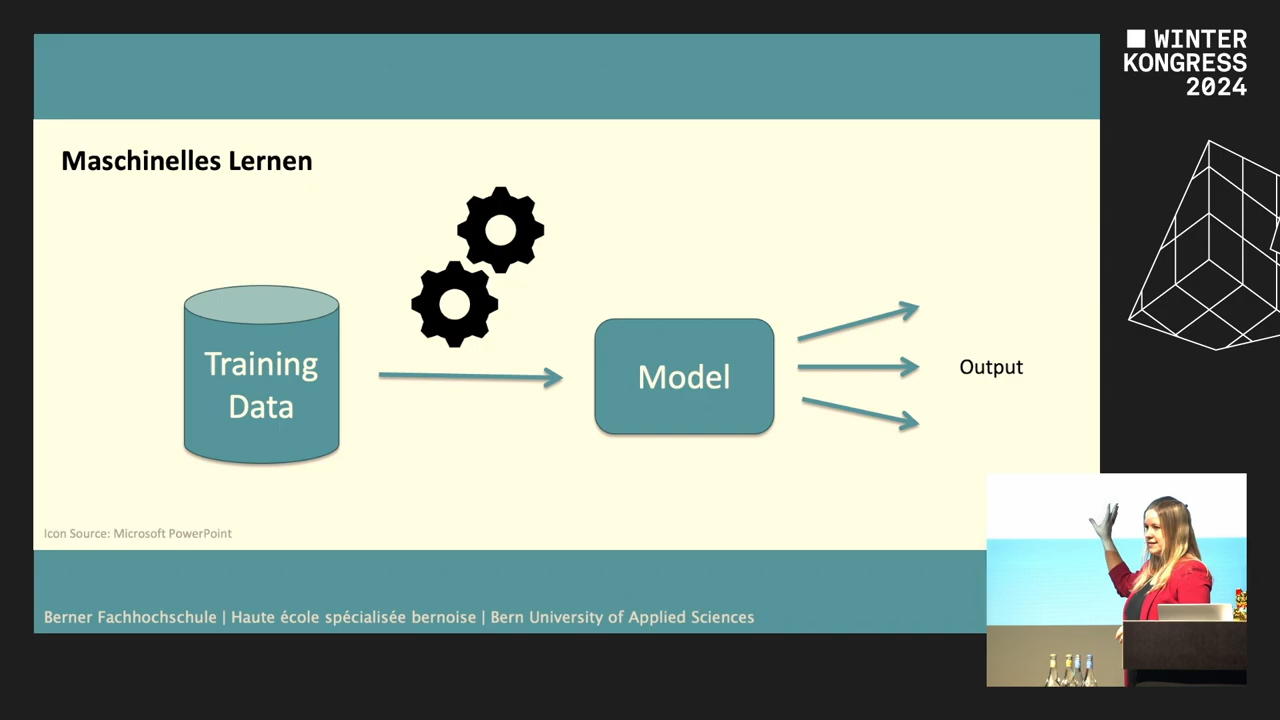 WINTER
KONGRESS
2024
Maschinelles Lernen
Training
Data
Model
Output
Icon Source: Microsoft PowerPoint
Berner Fachhochschule | Haute école spécialisée bernoise | Bern University of Applied Sciences